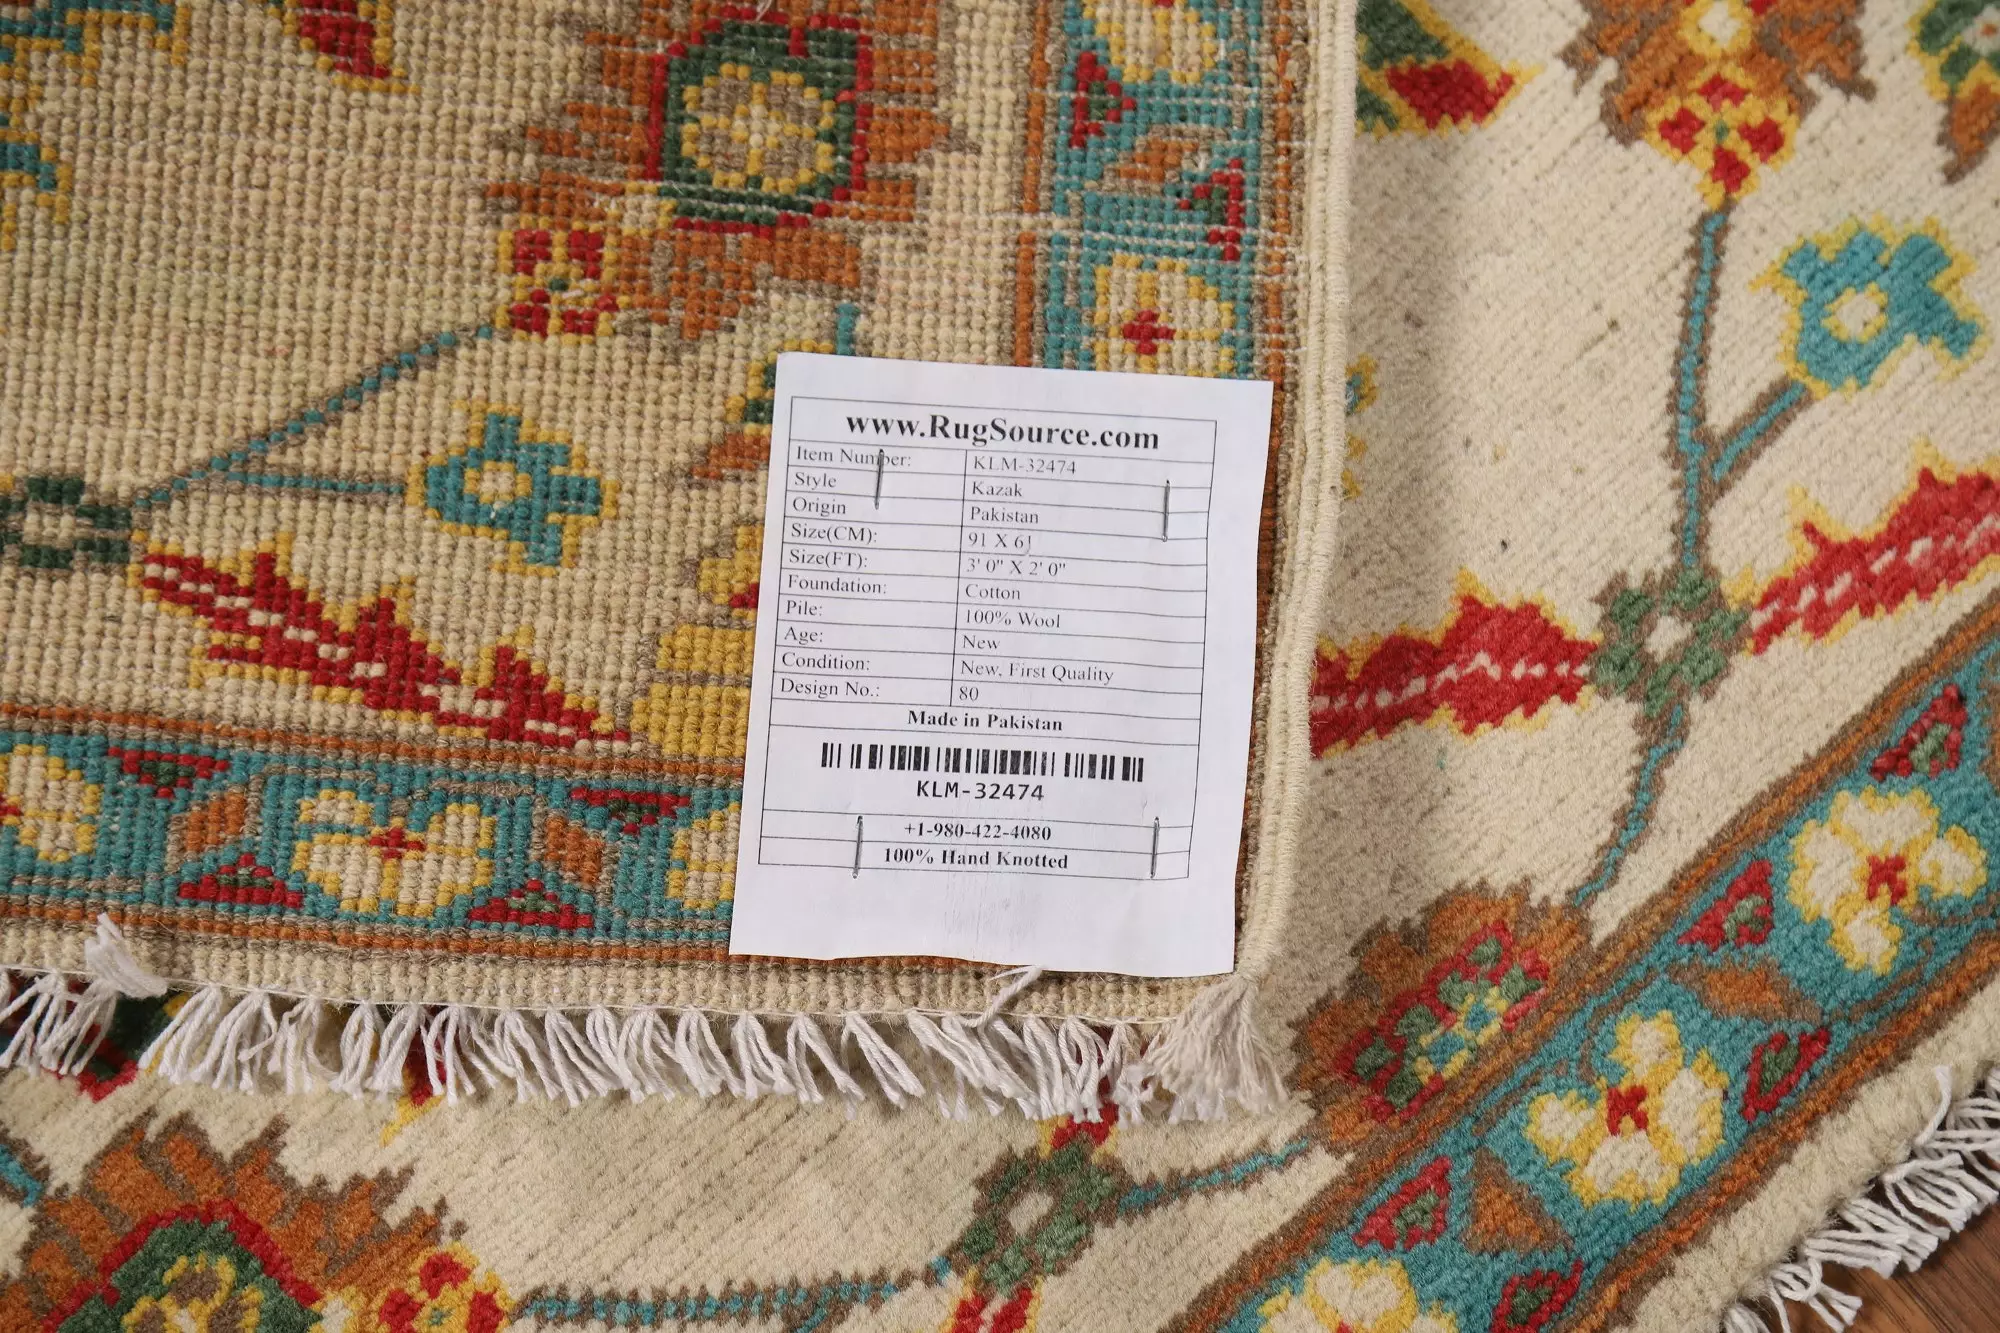 www.RugSource.com
Item Number: KLM-32474
Style Kazak
Origin Pakistan
Size(CM): 91 X 61
Size(FT): 3' 0" X 2' 0"
Foundation: Cotton
Pile: 100% Wool
Age: New
Condition: New, First Quality
Design No.: 80
Made in Pakistan
KLM-32474
+1-980-422-4080
100% Hand Knotted